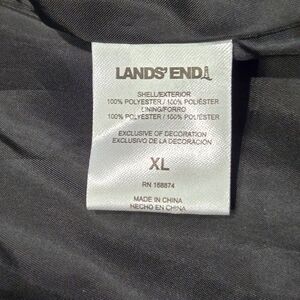 LANDS' END
SHELL/EXTERIOR
100% POLYESTER / 100% POLIÉSTER
LINING/FORRO
100% POLYESTER / 100% POLIÉSTER
EXCLUSIVE OF DECORATION
EXCLUSIVO DE LA DECORACIÓN
XL
RN 168874
MADE IN CHINA
HECHO EN CHINA